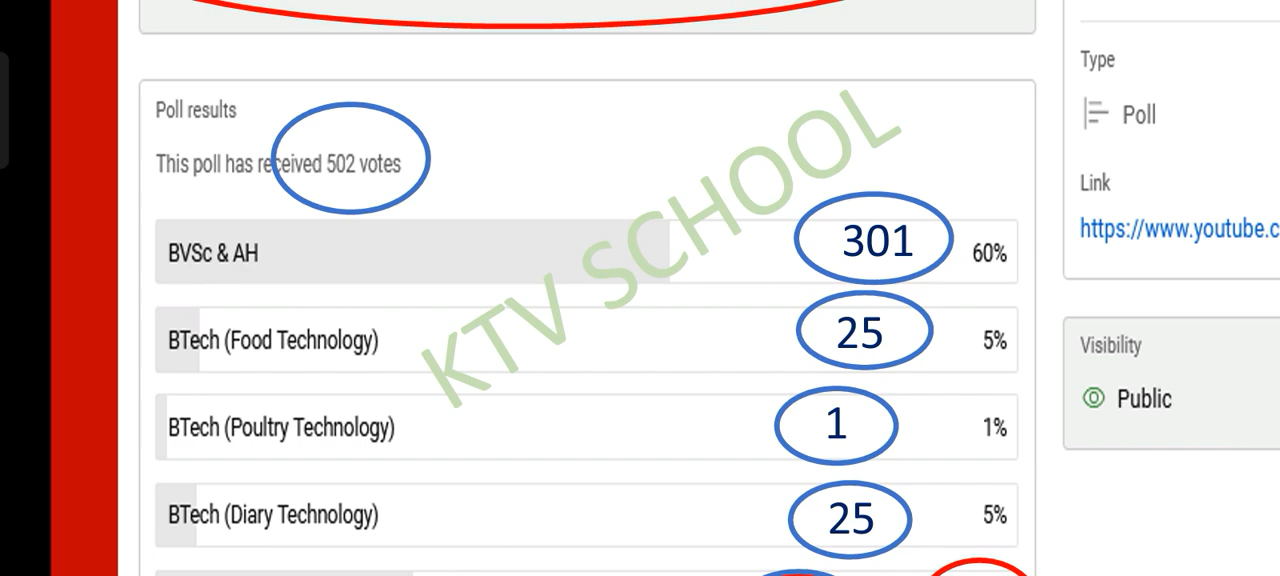 Poll results
This poll has received 502 votes
BVSc & AH 301 60%
BTech (Food Technology) 25 5%
BTech (Poultry Technology) 1 1%
BTech (Diary Technology) 25 5%
KTV SCHOOL
Type
Poll
Link
https://www.youtube.c
Visibility
Public